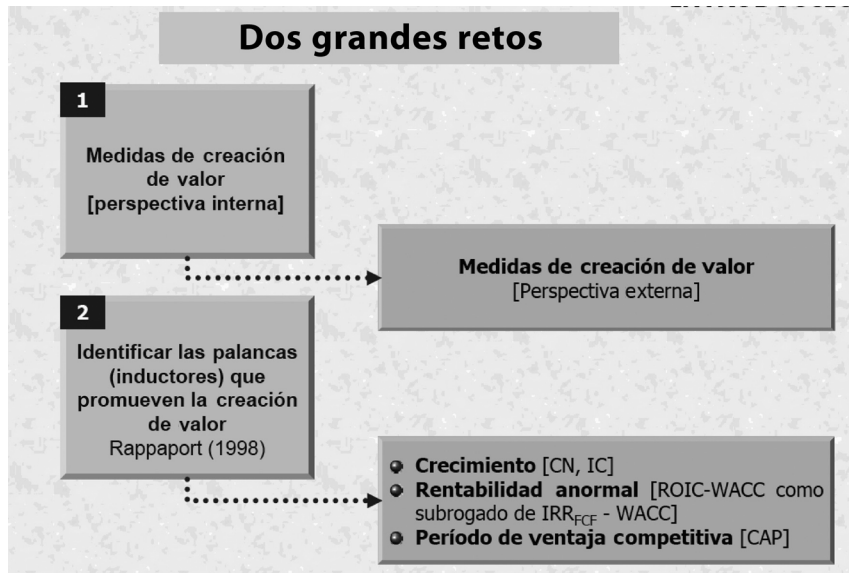 Dos grandes retos
1
Medidas de creación
de valor
[perspectiva interna]
Medidas de creación de valor
[Perspectiva externa]
2
Identificar las palancas
(inductores) que
promueven la creación
de valor
Rappaport (1998)
Crecimiento [CN, IC]
Rentabilidad anormal [ROIC-WACC como
subrogado de IRR_FCF - WACC]
Período de ventaja competitiva [CAP]